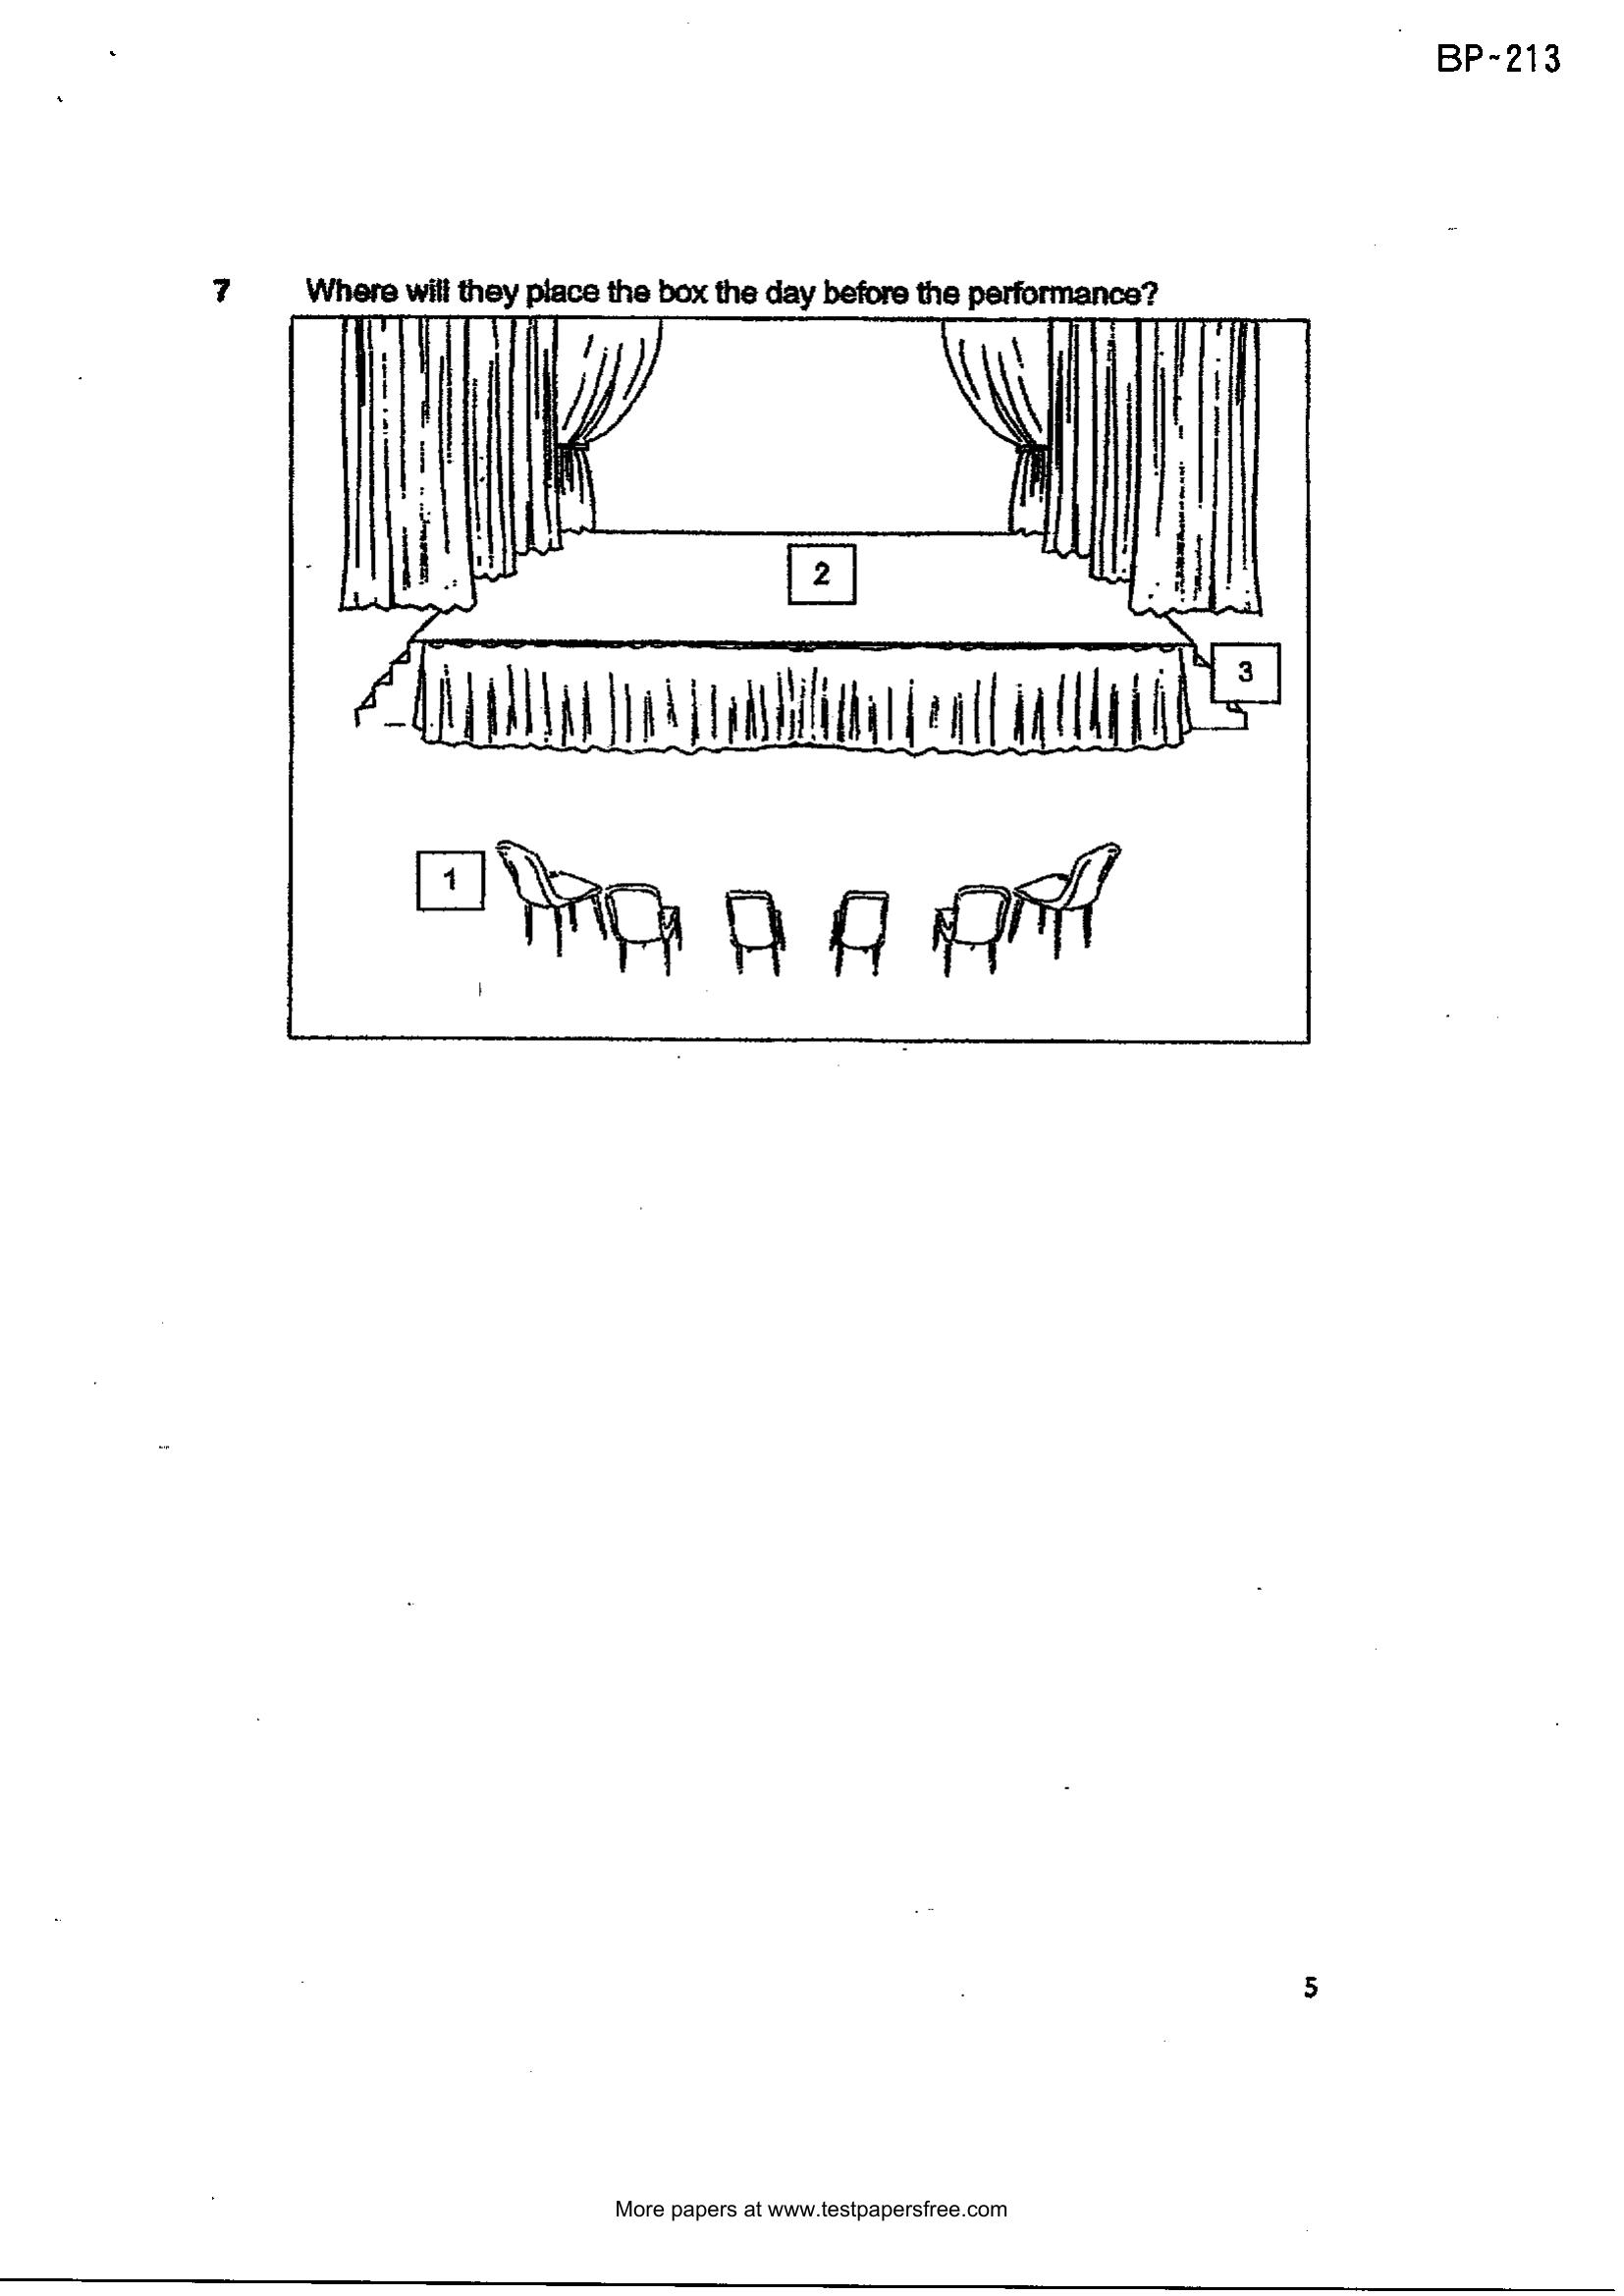 BP-213
7 Where will they place the box the day before the performance?
2
3
1
5
More papers at www.testpapersfree.com